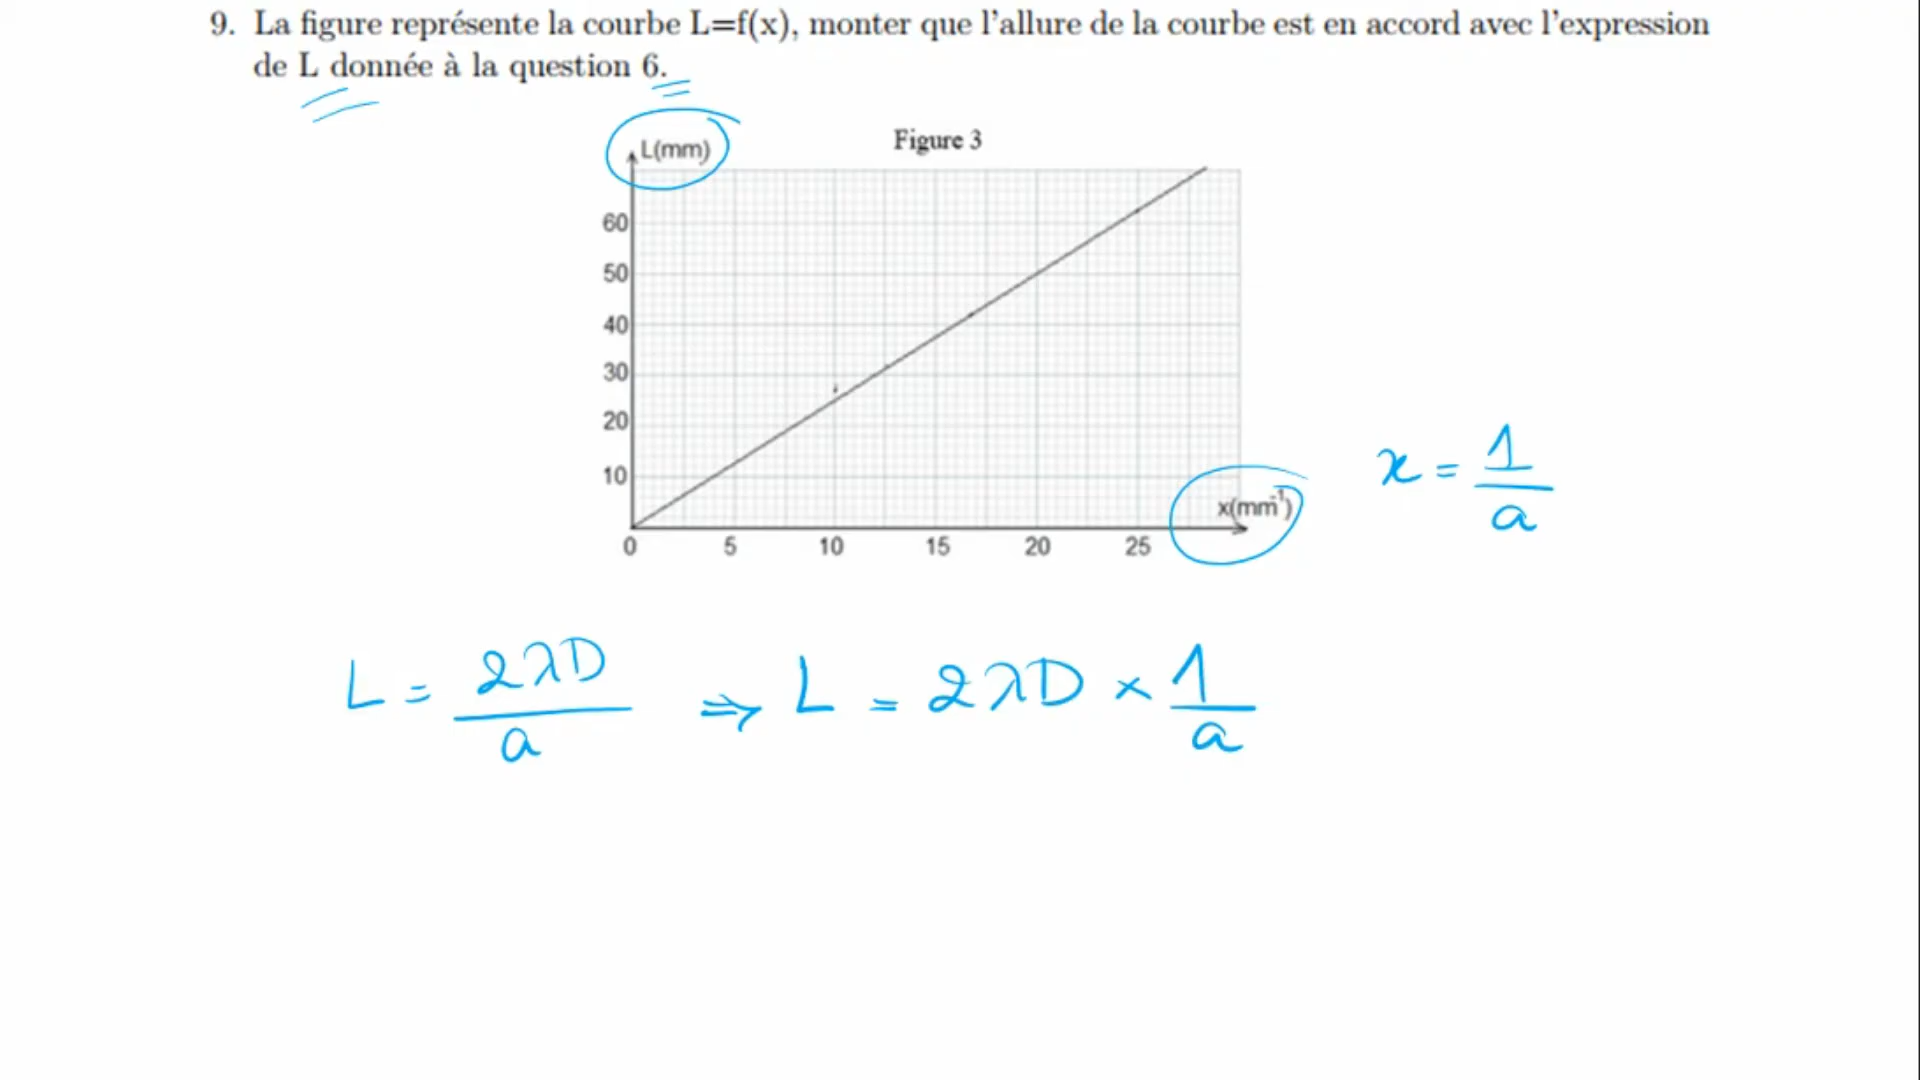 9. La figure représente la courbe L=f(x), monter que l'allure de la courbe est en accord avec l'expression
de L donnée à la question 6.
L(mm)
Figure 3
60
50
40
30
20
10
x(mm⁻¹)
0 5 10 15 20 25
x = 1/a
L = 2λD/a ⇒ L = 2λD × 1/a